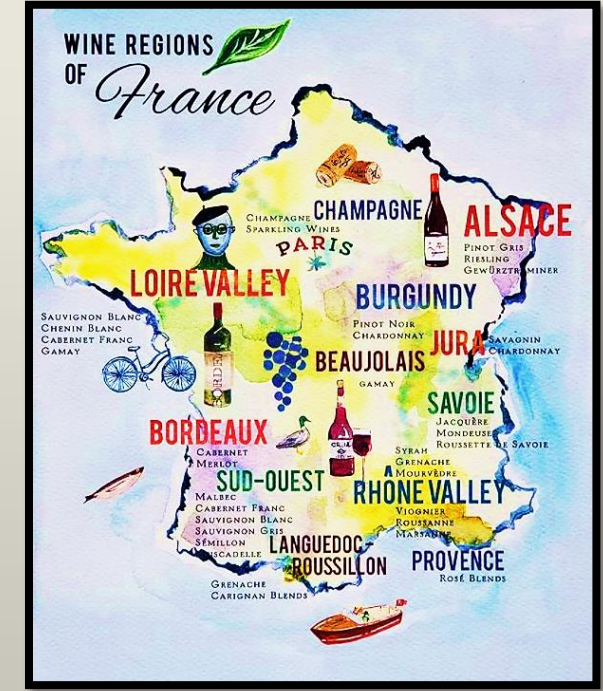 WINE REGIONS
OF France
CHAMPAGNE
CHAMPAGNE
SPARKLING WINES
PARIS
ALSACE
PINOT GRIS
RIESLING
GEWÜRZTRAMINER
LOIRE VALLEY
SAUVIGNON BLANC
CHENIN BLANC
CABERNET FRANC
GAMAY
BURGUNDY
PINOT NOIR
CHARDONNAY
JURA
SAVAGNIN
CHARDONNAY
BEAUJOLAIS
GAMAY
SAVOIE
JACQUÈRE
MONDEUSE
ROUSSETTE DE SAVOIE
BORDEAUX
CABERNET
MERLOT
SUD-OUEST
MALBEC
CABERNET FRANC
SAUVIGNON BLANC
SAUVIGNON GRIS
SÉMILLON
SYRAH
GRENACHE
MOURVÈDRE
RHÔNE VALLEY
VIOGNIER
ROUSSANNE
MARSANNE
LANGUEDOC-
ROUSSILLON
GRENACHE
CARIGNAN BLENDS
PROVENCE
ROSÉ BLENDS